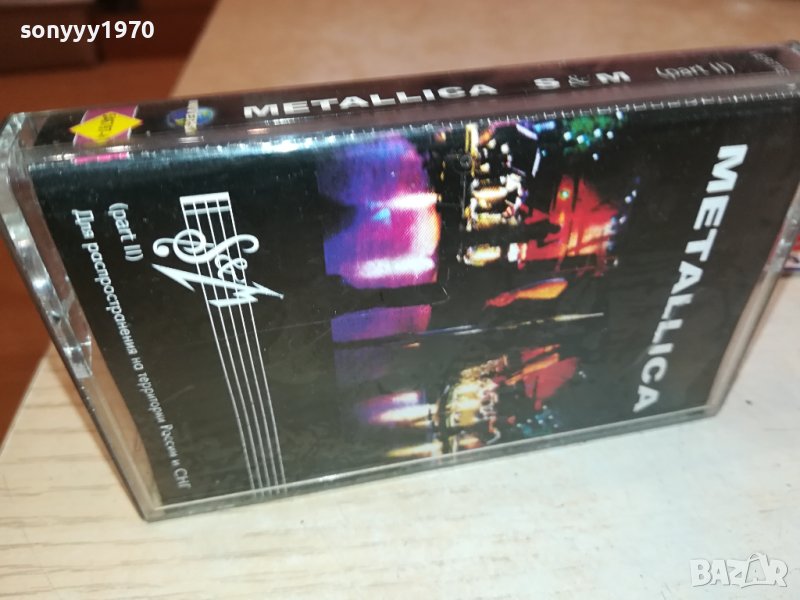 sonyyy1970
METALLICA S & M (part II)
METALLICA
S&M
(part II)
Для распространения на территории России и СНГ
BAZAR